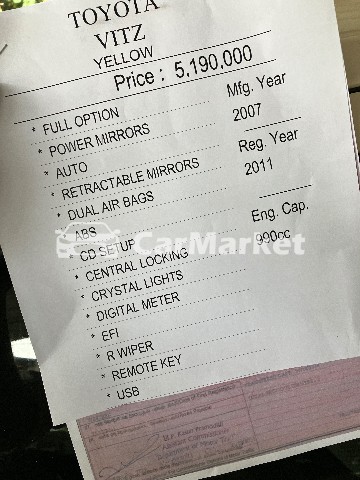 TOYOTA
VITZ
YELLOW
Price : 5,190,000
* FULL OPTION
* POWER MIRRORS
* AUTO
* RETRACTABLE MIRRORS
* DUAL AIR BAGS
ABS
* CD SETUP
* CENTRAL LOCKING
* CRYSTAL LIGHTS
* DIGITAL METER
* EFI
* R WIPER
* REMOTE KEY
* USB
Mfg. Year
2007
Reg. Year
2011
Eng. Cap.
990cc
CarMarket